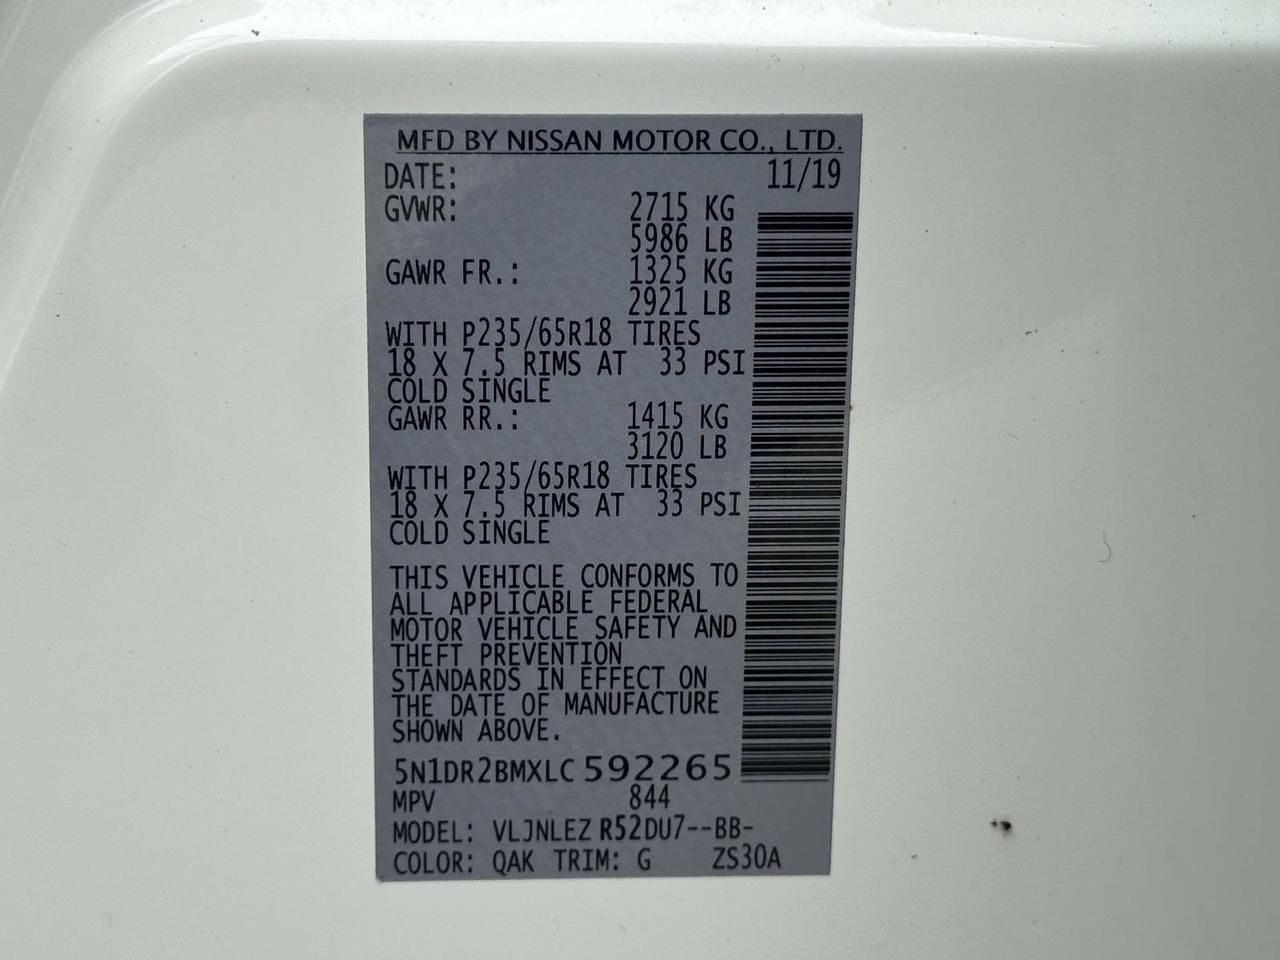 MFD BY NISSAN MOTOR CO., LTD.
DATE: 11/19
GVWR: 2715 KG
5986 LB
GAWR FR.: 1325 KG
2921 LB
WITH P235/65R18 TIRES
18 X 7.5 RIMS AT 33 PSI
COLD SINGLE
GAWR RR.: 1415 KG
3120 LB
WITH P235/65R18 TIRES
18 X 7.5 RIMS AT 33 PSI
COLD SINGLE
THIS VEHICLE CONFORMS TO
ALL APPLICABLE FEDERAL
MOTOR VEHICLE SAFETY AND
THEFT PREVENTION
STANDARDS IN EFFECT ON
THE DATE OF MANUFACTURE
SHOWN ABOVE.
5N1DR2BMXLC592265
MPV 844
MODEL: VLJNLEZ R52DU7--BB-
COLOR: QAK TRIM: G ZS30A